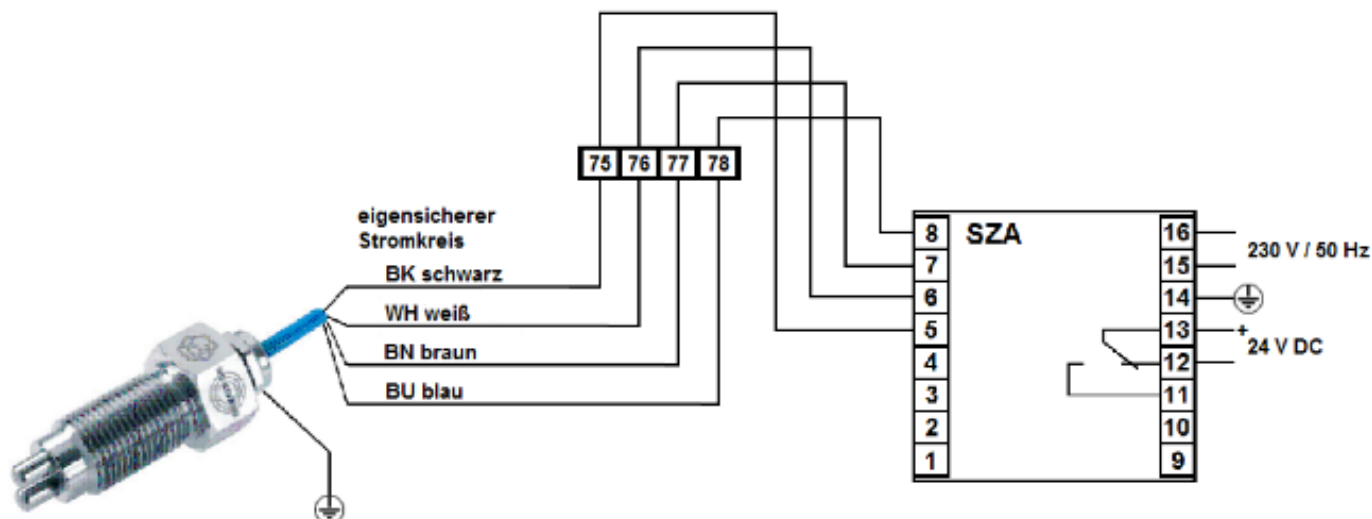 75 76 77 78
eigensicherer
Stromkreis
BK schwarz
WH weiß
BN braun
BU blau
SZA
8
7
6
5
4
3
2
1
16
15
14
13
12
11
10
9
230 V / 50 Hz
+
24 V DC